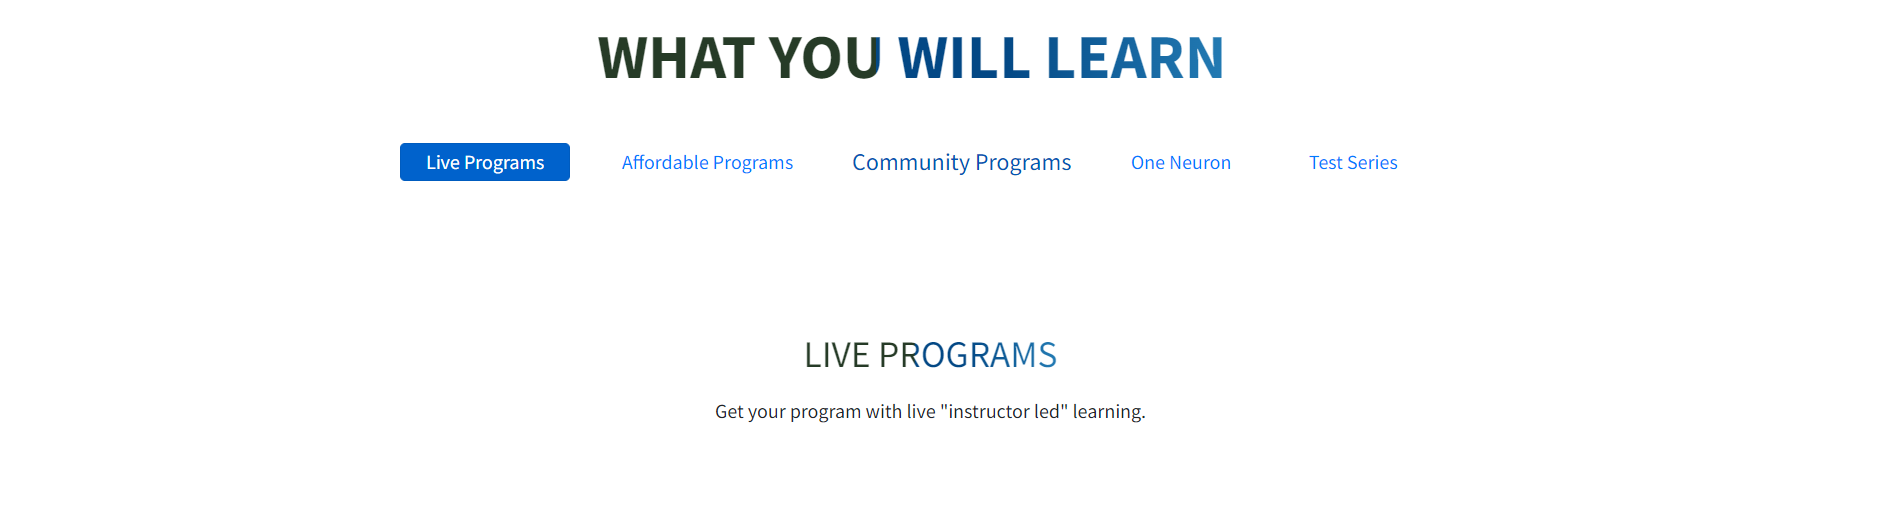 WHAT YOU WILL LEARN
Live Programs Affordable Programs Community Programs One Neuron Test Series
LIVE PROGRAMS
Get your program with live "instructor led" learning.